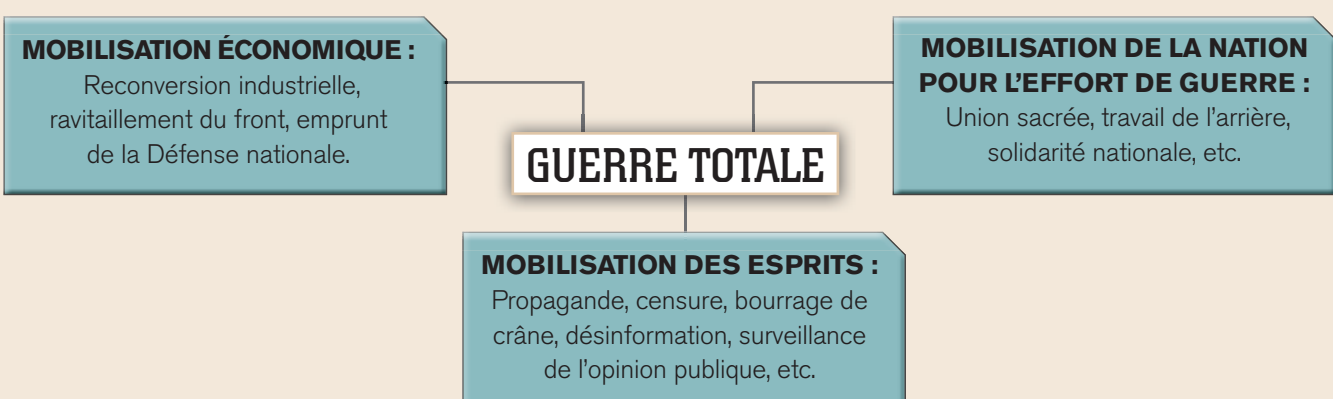 MOBILISATION ÉCONOMIQUE :
Reconversion industrielle,
ravitaillement du front, emprunt
de la Défense nationale.
MOBILISATION DE LA NATION
POUR L'EFFORT DE GUERRE :
Union sacrée, travail de l'arrière,
solidarité nationale, etc.
GUERRE TOTALE
MOBILISATION DES ESPRITS :
Propagande, censure, bourrage de
crâne, désinformation, surveillance
de l'opinion publique, etc.